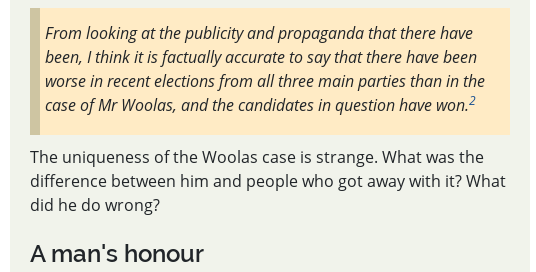 From looking at the publicity and propaganda that there have
been, I think it is factually accurate to say that there have been
worse in recent elections from all three main parties than in the
case of Mr Woolas, and the candidates in question have won.2
The uniqueness of the Woolas case is strange. What was the
difference between him and people who got away with it? What
did he do wrong?
A man's honour